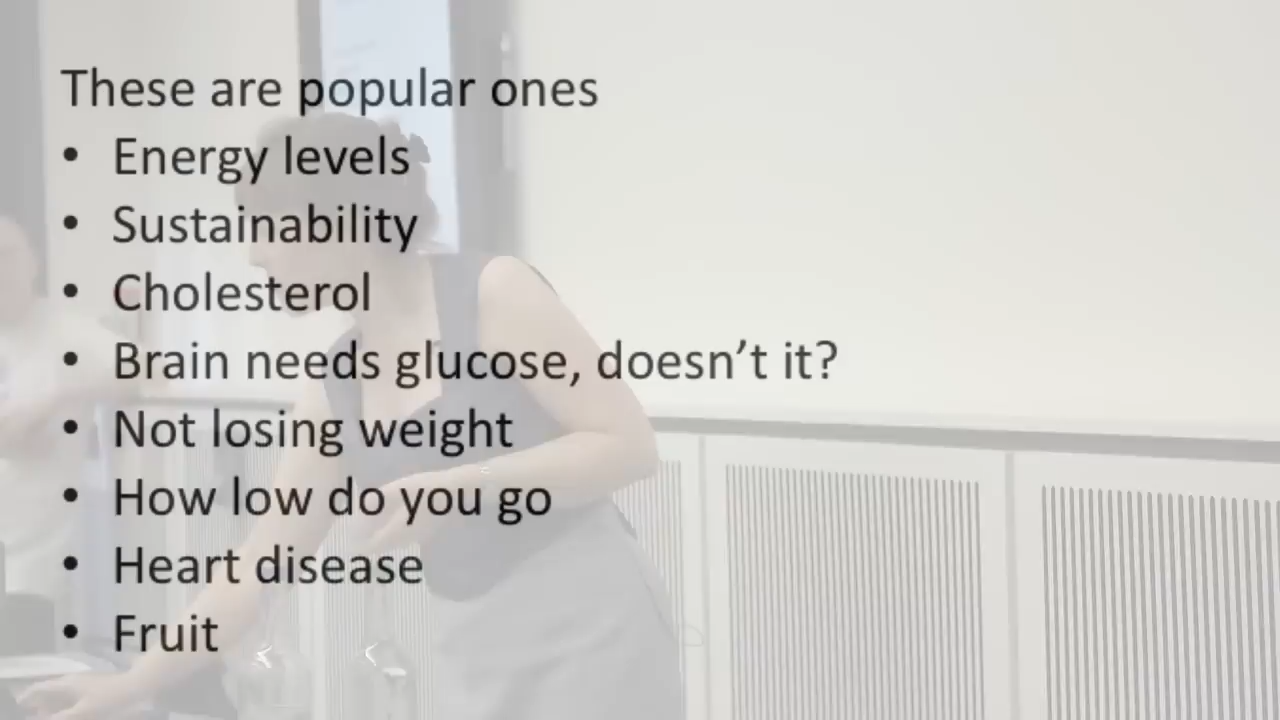 These are popular ones
• Energy levels
• Sustainability
• Cholesterol
• Brain needs glucose, doesn’t it?
• Not losing weight
• How low do you go
• Heart disease
• Fruit